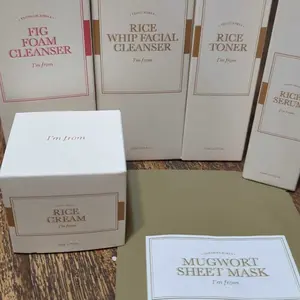 FIG
FOAM
CLEANSER
I'm from
RICE
WHIP FACIAL
CLEANSER
I'm from
RICE
TONER
I'm from
RICE
SERUM
I'm from
I'm from
RICE
CREAM
I'm from
MUGWORT
SHEET MASK
I'm from